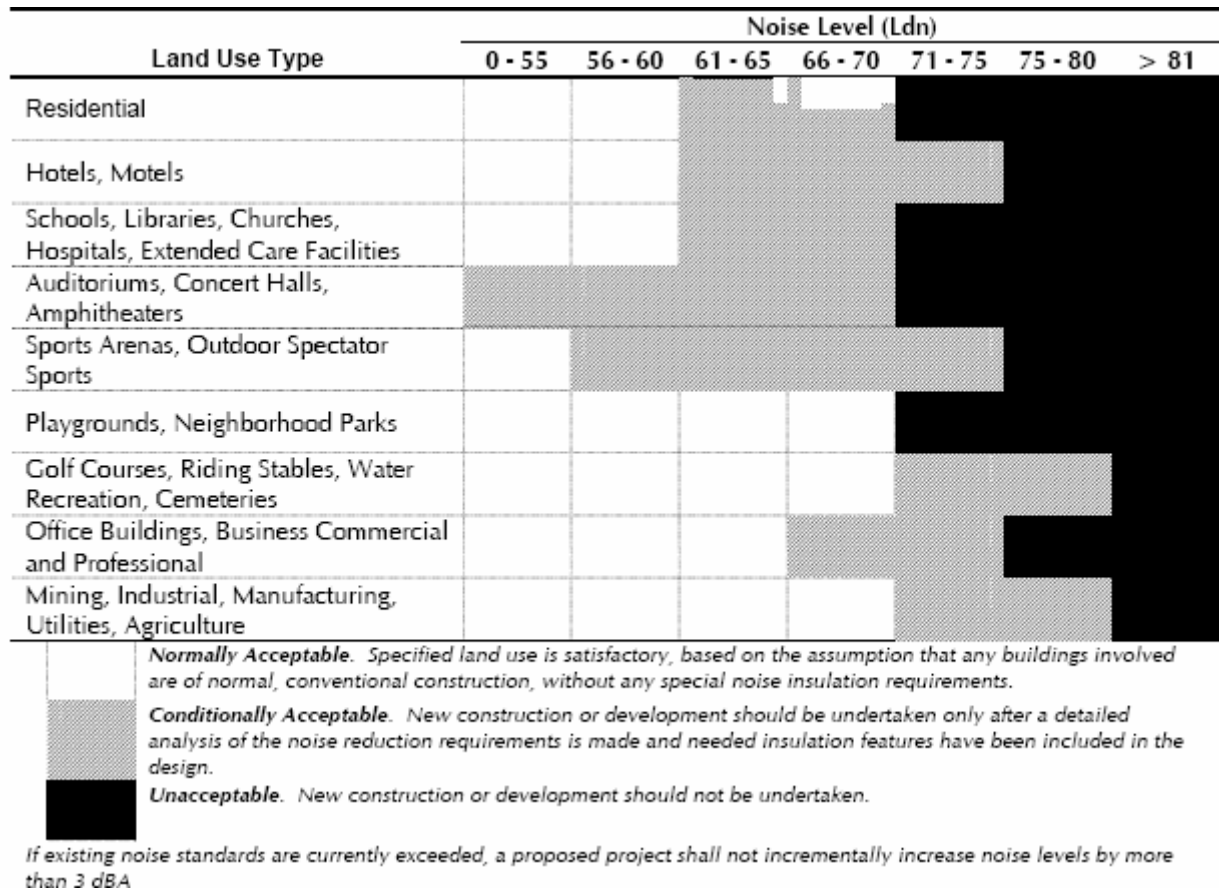 Noise Level (Ldn)
Land Use Type 0 - 55 56 - 60 61 - 65 66 - 70 71 - 75 75 - 80 > 81
Residential
Hotels, Motels
Schools, Libraries, Churches,
Hospitals, Extended Care Facilities
Auditoriums, Concert Halls,
Amphitheaters
Sports Arenas, Outdoor Spectator
Sports
Playgrounds, Neighborhood Parks
Golf Courses, Riding Stables, Water
Recreation, Cemeteries
Office Buildings, Business Commercial
and Professional
Mining, Industrial, Manufacturing,
Utilities, Agriculture
Normally Acceptable. Specified land use is satisfactory, based on the assumption that any buildings involved
are of normal, conventional construction, without any special noise insulation requirements.
Conditionally Acceptable. New construction or development should be undertaken only after a detailed
analysis of the noise reduction requirements is made and needed insulation features have been included in the
design.
Unacceptable. New construction or development should not be undertaken.
If existing noise standards are currently exceeded, a proposed project shall not incrementally increase noise levels by more
than 3 dBA